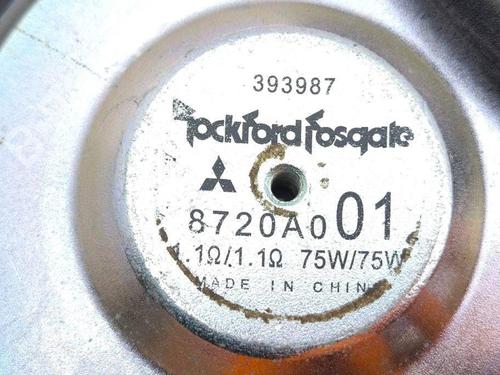 393987
Rockford Fosgate
8720A001
1.1Ω/1.1Ω 75W/75W
MADE IN CHINA